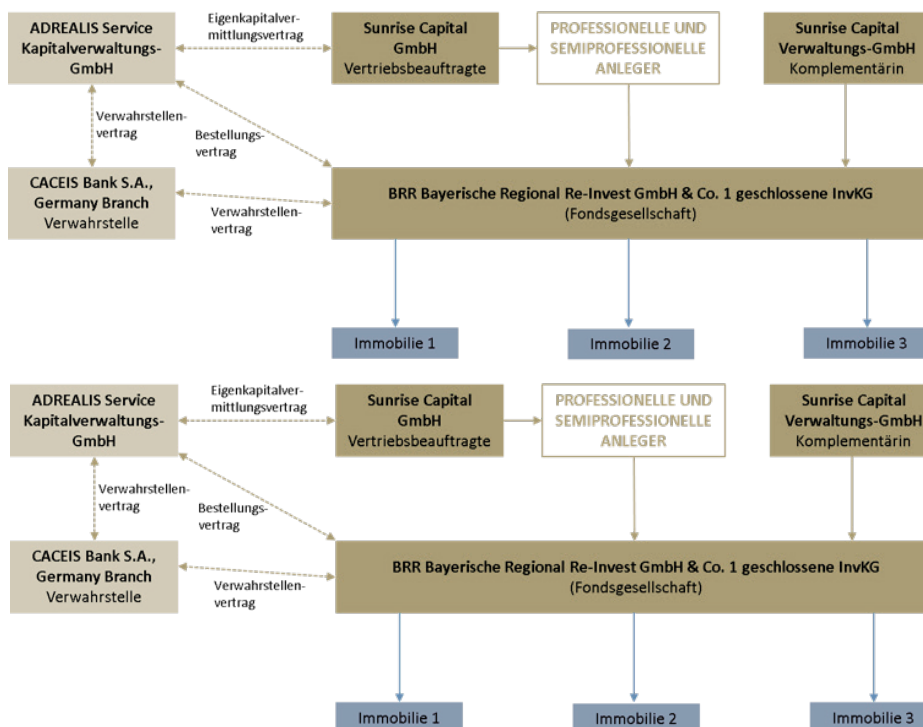 ADREALIS Service
Kapitalverwaltungs-
GmbH
Eigenkapitalver-
mittlungsvertrag
Sunrise Capital
GmbH
Vertriebsbeauftragte
PROFESSIONELLE UND
SEMIPROFESSIONELLE
ANLEGER
Sunrise Capital
Verwaltungs-GmbH
Komplementärin
Verwahrstellen-
vertrag
Bestellungs-
vertrag
CACEIS Bank S.A.,
Germany Branch
Verwahrstelle
Verwahrstellen-
vertrag
BRR Bayerische Regional Re-Invest GmbH & Co. 1 geschlossene InvKG
(Fondsgesellschaft)
Immobilie 1
Immobilie 2
Immobilie 3
ADREALIS Service
Kapitalverwaltungs-
GmbH
Eigenkapitalver-
mittlungsvertrag
Sunrise Capital
GmbH
Vertriebsbeauftragte
PROFESSIONELLE UND
SEMIPROFESSIONELLE
ANLEGER
Sunrise Capital
Verwaltungs-GmbH
Komplementärin
Verwahrstellen-
vertrag
Bestellungs-
vertrag
CACEIS Bank S.A.,
Germany Branch
Verwahrstelle
Verwahrstellen-
vertrag
BRR Bayerische Regional Re-Invest GmbH & Co. 1 geschlossene InvKG
(Fondsgesellschaft)
Immobilie 1
Immobilie 2
Immobilie 3